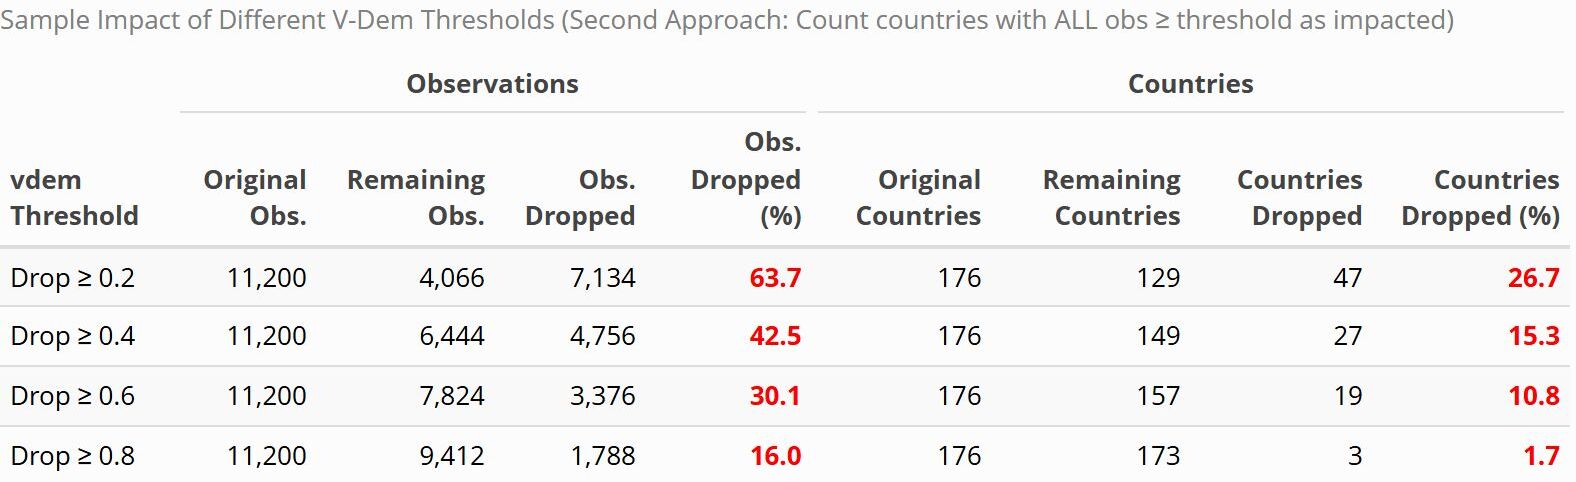 Sample Impact of Different V-Dem Thresholds (Second Approach: Count countries with ALL obs ≥ threshold as impacted)
Observations Countries
vdem Threshold Original Obs. Remaining Obs. Obs. Dropped Obs. Dropped (%) Original Countries Remaining Countries Countries Dropped Countries Dropped (%)
Drop ≥ 0.2 11,200 4,066 7,134 63.7 176 129 47 26.7
Drop ≥ 0.4 11,200 6,444 4,756 42.5 176 149 27 15.3
Drop ≥ 0.6 11,200 7,824 3,376 30.1 176 157 19 10.8
Drop ≥ 0.8 11,200 9,412 1,788 16.0 176 173 3 1.7